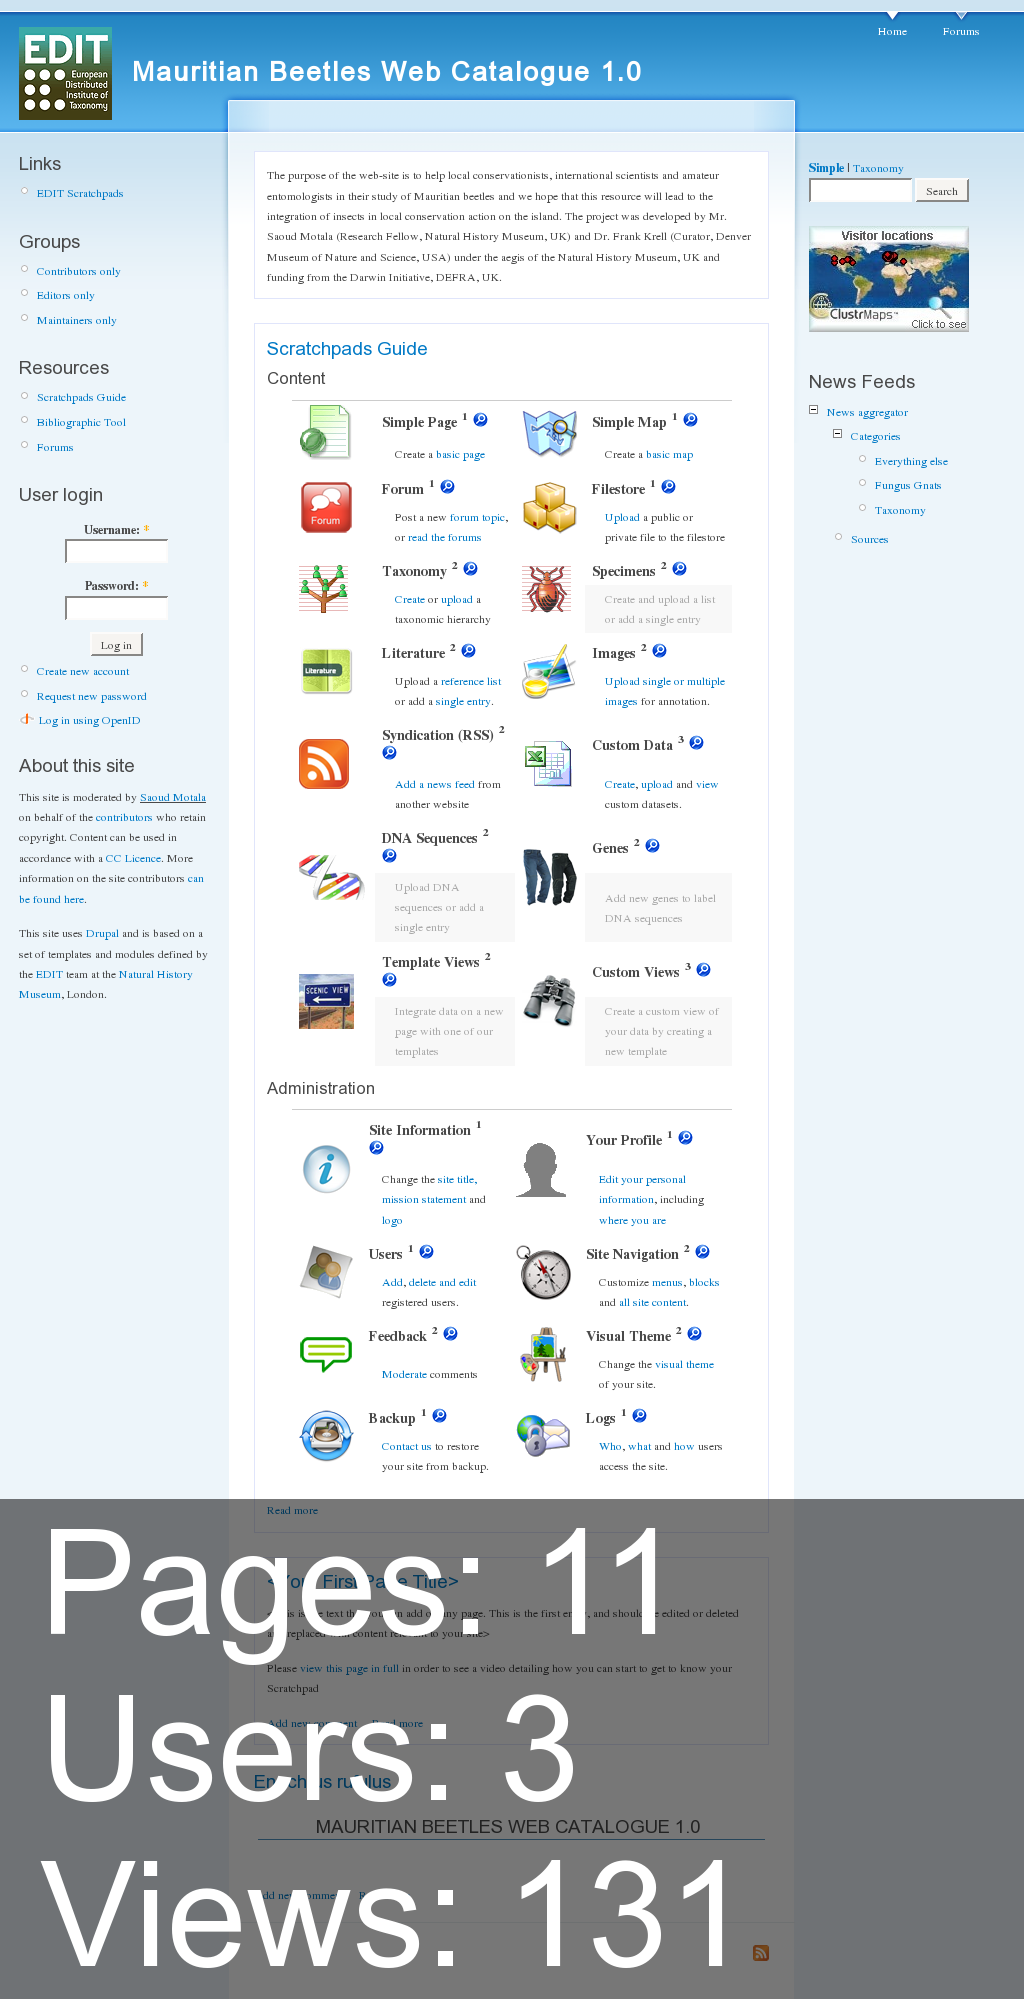 Home
Forums
EDIT
European
Distributed
Institute of
Taxonomy
Mauritian Beetles Web Catalogue 1.0
Links
EDIT Scratchpads
Groups
Contributors only
Editors only
Maintainers only
Resources
Scratchpads Guide
Bibliographic Tool
Forums
User login
Username: *
Password: *
Log in
Create new account
Request new password
Log in using OpenID
About this site
This site is moderated by Saoud Motala
on behalf of the contributors who retain
copyright. Content can be used in
accordance with a CC Licence. More
information on the site contributors can
be found here.
This site uses Drupal and is based on a
set of templates and modules defined by
the EDIT team at the Natural History
Museum, London.
The purpose of the web-site is to help local conservationists, international scientists and amateur
entomologists in their study of Mauritian beetles and we hope that this resource will lead to the
integration of insects in local conservation action on the island. The project was developed by Mr.
Saoud Motala (Research Fellow, Natural History Museum, UK) and Dr. Frank Krell (Curator, Denver
Museum of Nature and Science, USA) under the aegis of the Natural History Museum, UK and
funding from the Darwin Initiative, DEFRA, UK.
Scratchpads Guide
Content
Simple Page 1
Create a basic page
Simple Map 1
Create a basic map
Forum 1
Forum
Post a new forum topic,
or read the forums
Filestore 1
Upload a public or
private file to the filestore
Taxonomy 2
Create or upload a
taxonomic hierarchy
Specimens 2
Create and upload a list
or add a single entry
Literature 2
Literature
Upload a reference list
or add a single entry.
Images 2
Upload single or multiple
images for annotation.
Syndication (RSS) 2
Add a news feed from
another website
Custom Data 3
Create, upload and view
custom datasets.
DNA Sequences 2
Upload DNA
sequences or add a
single entry
Genes 2
Add new genes to label
DNA sequences
Template Views 2
SCENIC VIEW
Integrate data on a new
page with one of our
templates
Custom Views 3
Create a custom view of
your data by creating a
new template
Administration
Site Information 1
Change the site title,
mission statement and
logo
Your Profile 1
Edit your personal
information, including
where you are
Users 1
Add, delete and edit
registered users.
Site Navigation 2
Customize menus, blocks
and all site content.
Feedback 2
Moderate comments
Visual Theme 2
Change the visual theme
of your site.
Backup 1
Contact us to restore
your site from backup.
Logs 1
Who, what and how users
access the site.
Read more
Simple | Taxonomy
Search
Visitor locations
ClustrMaps™
Click to see
News Feeds
News aggregator
Categories
Everything else
Fungus Gnats
Taxonomy
Sources
Pages: 11
<Your First Page Title>
text that you can add on any page. This is the first entry, and should be edited or deleted
replaced with content relevant to your site>
Please view this page in full in order to see a video detailing how you can start to get to know your
Scratchpad
Users: 3
Add new comment Read more
rufulus
MAURITIAN BEETLES WEB CATALOGUE 1.0
Views: 131